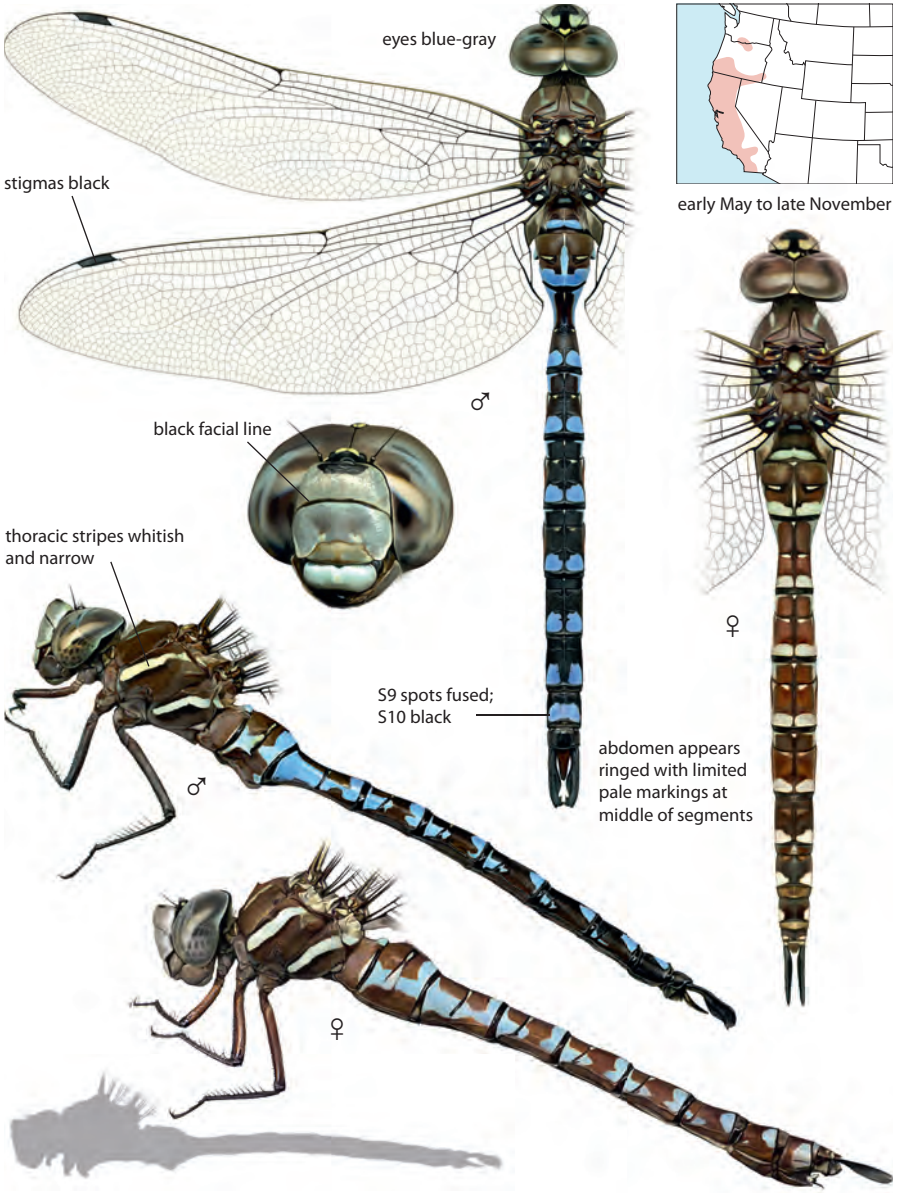 eyes blue-gray
stigmas black
early May to late November
♂
black facial line
thoracic stripes whitish
and narrow
♀
S9 spots fused;
S10 black
abdomen appears
ringed with limited
pale markings at
middle of segments
♂
♀